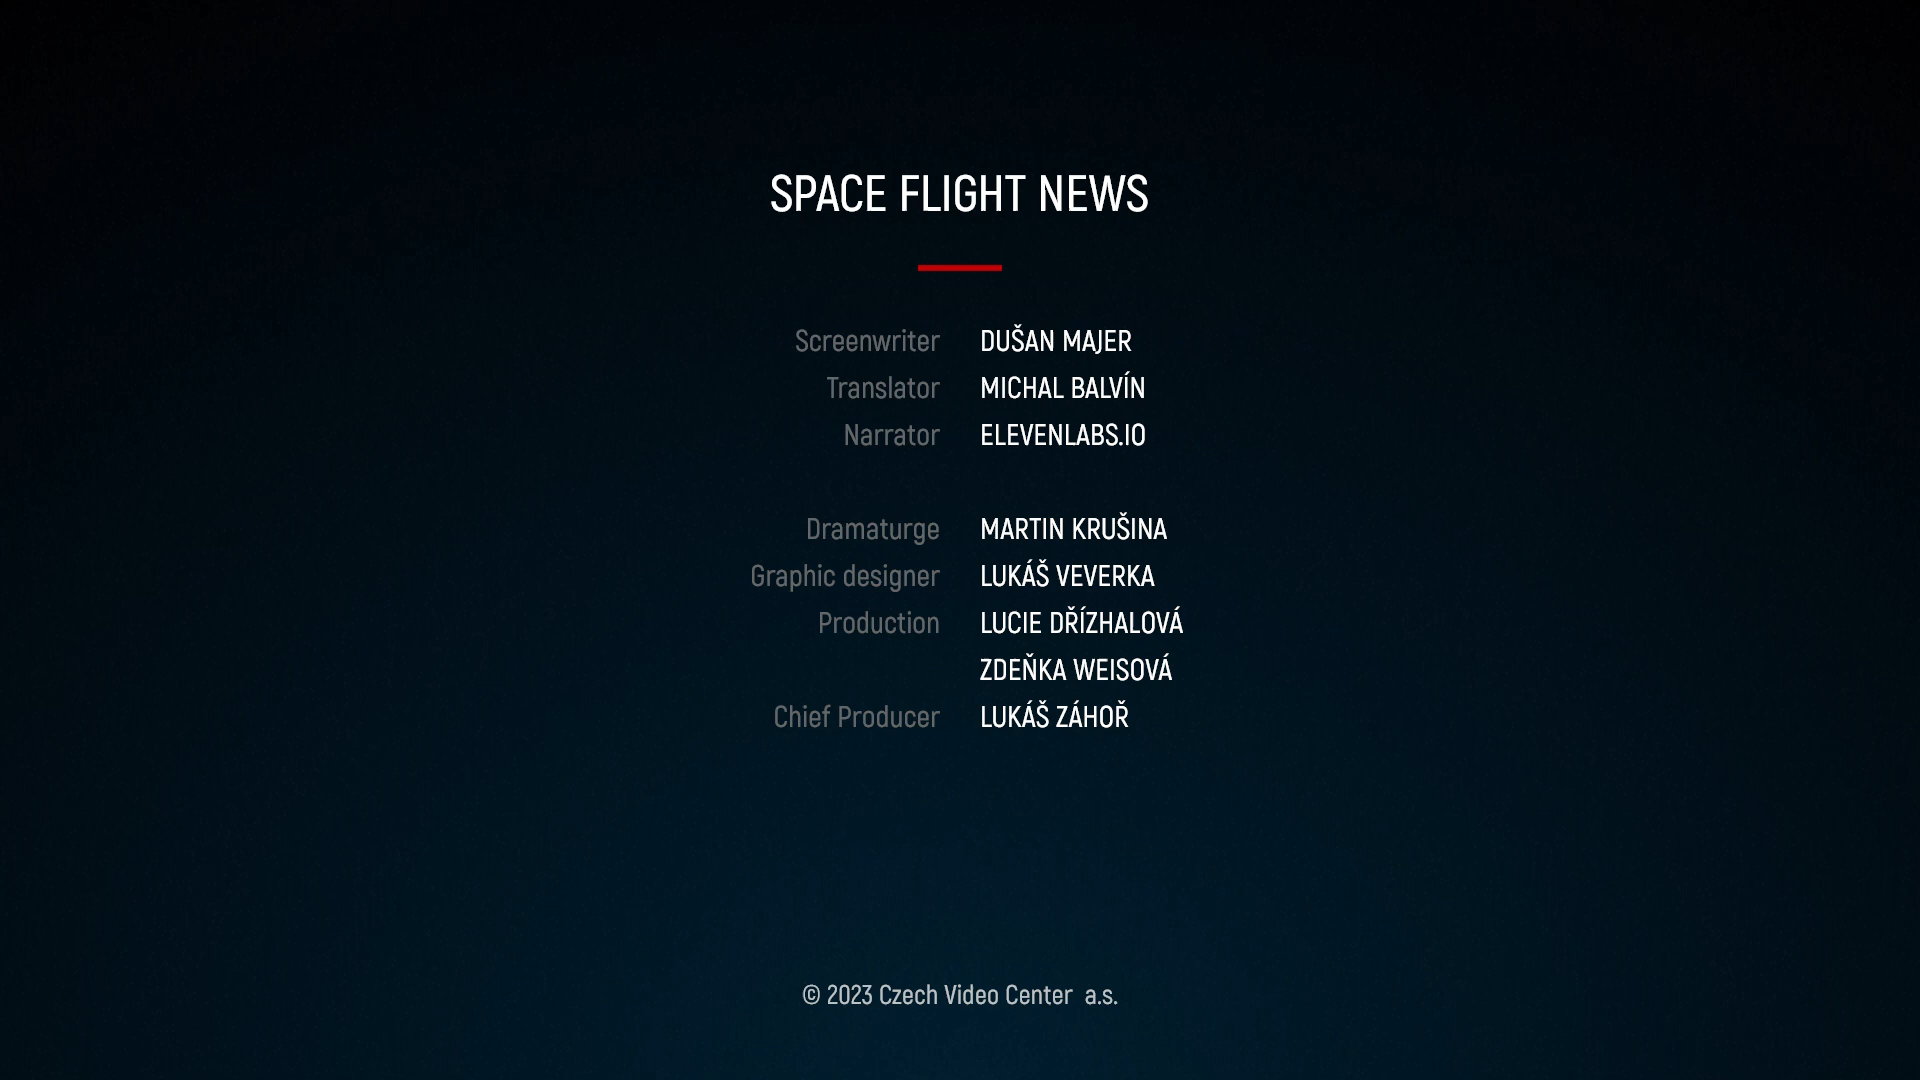 SPACE FLIGHT NEWS
Screenwriter DUŠAN MAJER
Translator MICHAL BALVÍN
Narrator ELEVENLABS.IO
Dramaturge MARTIN KRUŠINA
Graphic designer LUKÁŠ VEVERKA
Production LUCIE DŘÍZHALOVÁ
ZDEŇKA WEISOVÁ
Chief Producer LUKÁŠ ZÁHOŘ
© 2023 Czech Video Center a.s.